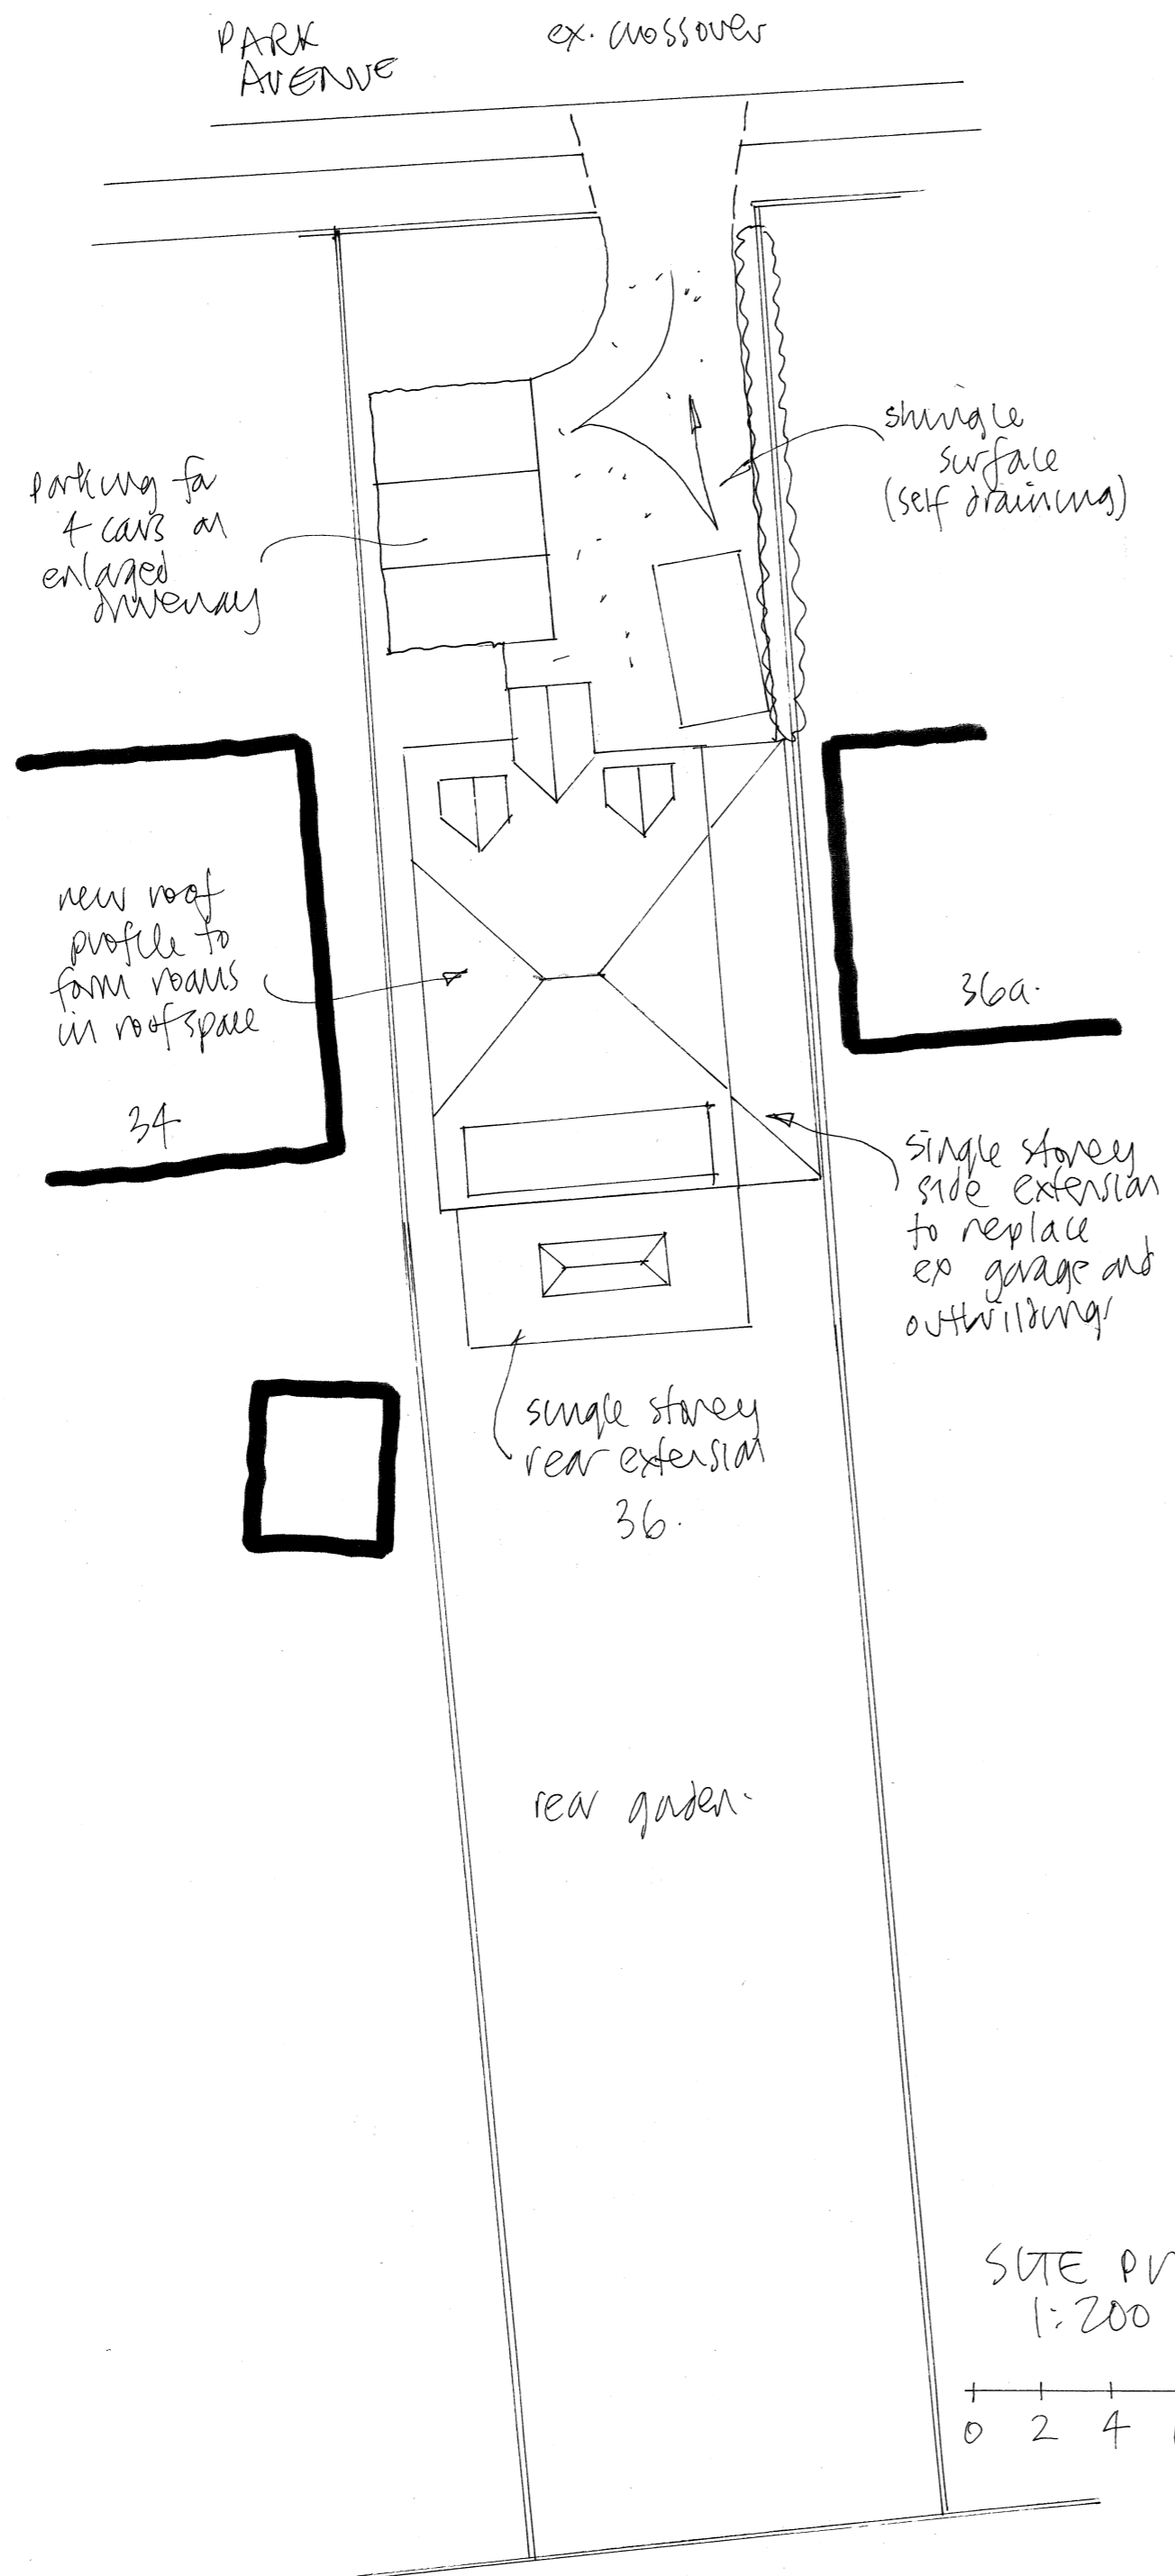 PARK
AVENUE
ex. crossover
shingle
surface
(self draining)
parking for
4 cars on
enlaged
driveway
new roof
profile to
form rooms
in roofspace
34
36a.
single storey
side extension
to replace
ex garage and
outbuildings
single storey
rear extension
36.
rear garden.
SITE
1:200
0 2 4